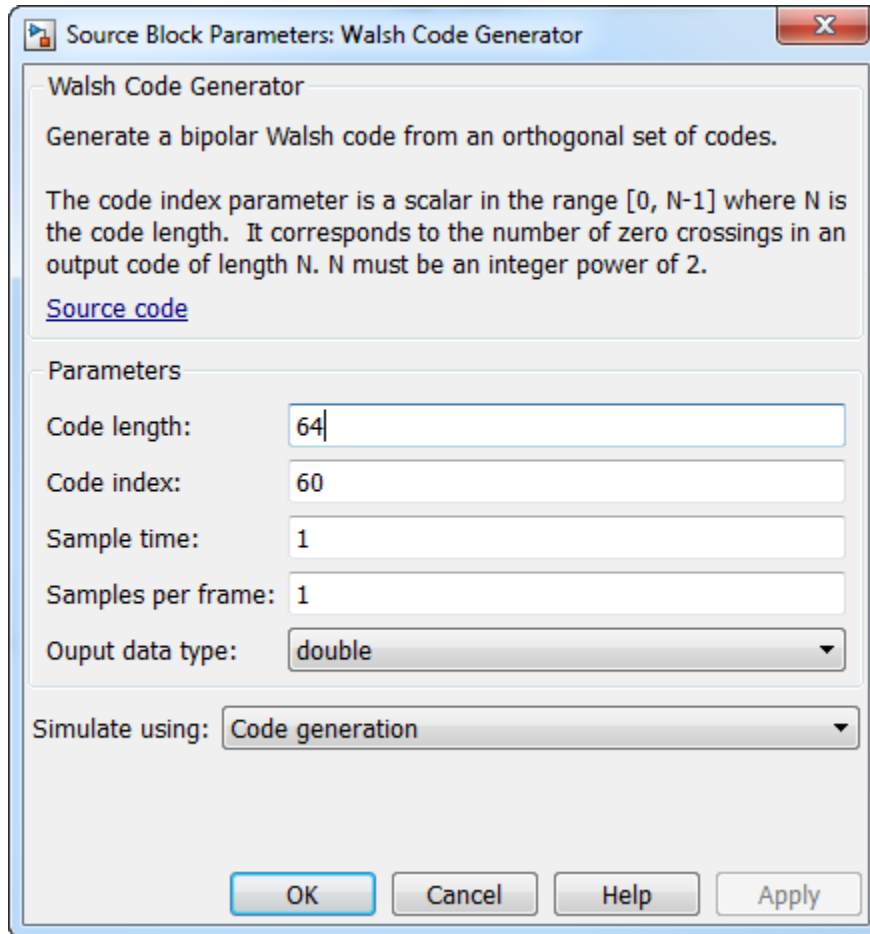 Source Block Parameters: Walsh Code Generator
Walsh Code Generator
Generate a bipolar Walsh code from an orthogonal set of codes.
The code index parameter is a scalar in the range [0, N-1] where N is
the code length. It corresponds to the number of zero crossings in an
output code of length N. N must be an integer power of 2.
Source code
Parameters
Code length: 64
Code index: 60
Sample time: 1
Samples per frame: 1
Ouput data type: double
Simulate using: Code generation
OK Cancel Help Apply